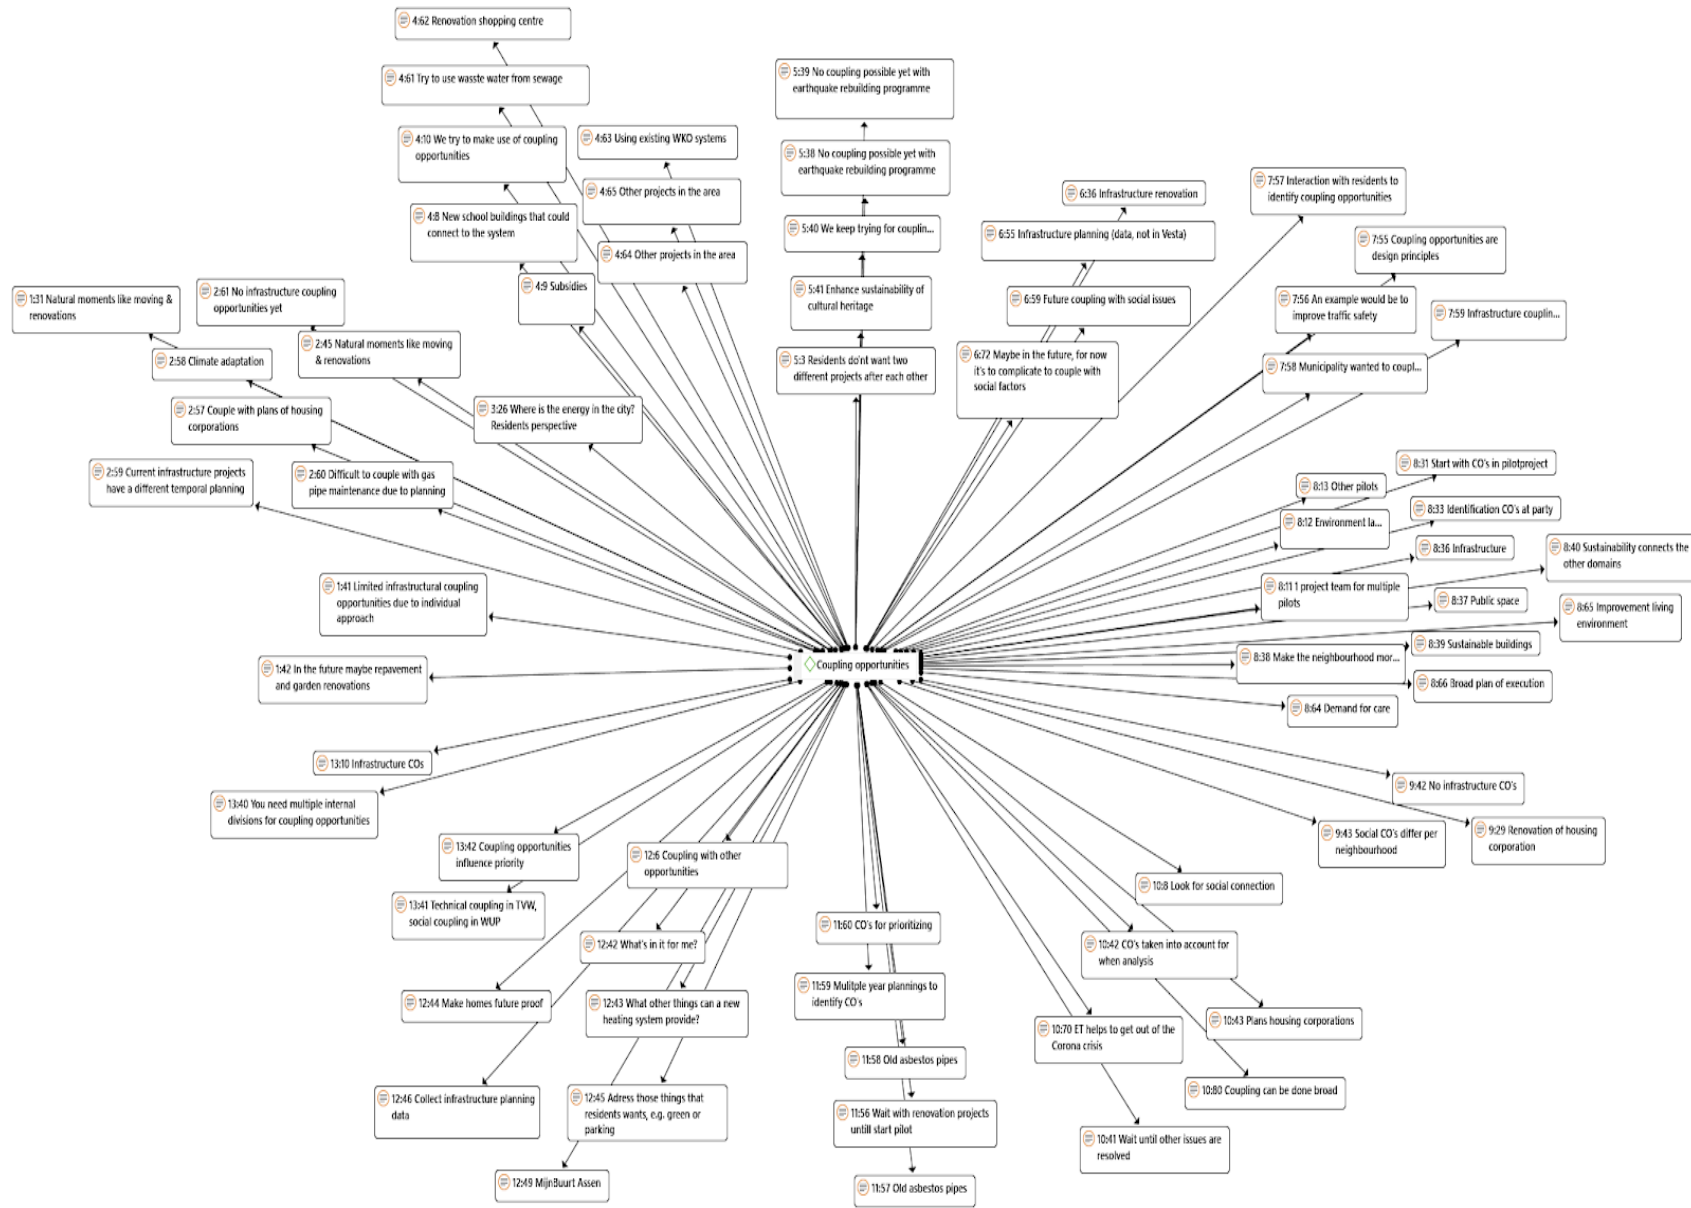 4:62 Renovation shopping centre
4:61 Try to use wasste water from sewage
4:10 We try to make use of coupling
opportunities
4:63 Using existing WKO systems
4:65 Other projects in the area
4:8 New school buildings that could
connect to the system
4:64 Other projects in the area
4:9 Subsidies
5:39 No coupling possible yet with
earthquake rebuilding programme
5:38 No coupling possible yet with
earthquake rebuilding programme
5:40 We keep trying for couplin...
5:41 Enhance sustainability of
cultural heritage
5:3 Residents do'nt want two
different projects after each other
6:36 Infrastructure renovation
6:55 Infrastructure planning (data, not in Vesta)
6:59 Future coupling with social issues
6:72 Maybe in the future, for now
it's to complicate to couple with
social factors
7:57 Interaction with residents to
identify coupling opportunities
7:55 Coupling opportunities are
design principles
7:56 An example would be to
improve traffic safety
7:59 Infrastructure couplin...
7:58 Municipality wanted to coupl...
1:31 Natural moments like moving &
renovations
2:61 No infrastructure coupling
opportunities yet
2:45 Natural moments like moving
& renovations
2:58 Climate adaptation
2:57 Couple with plans of housing
corporations
3:26 Where is the energy in the city?
Residents perspective
2:59 Current infrastructure projects
have a different temporal planning
2:60 Difficult to couple with gas
pipe maintenance due to planning
1:41 Limited infrastructural coupling
opportunities due to individual
approach
1:42 In the future maybe repavement
and garden renovations
Coupling opportunities
8:31 Start with CO's in pilotproject
8:13 Other pilots
8:33 Identification CO's at party
8:12 Environment la...
8:36 Infrastructure
8:40 Sustainability connects the
other domains
8:11 1 project team for multiple
pilots
8:37 Public space
8:65 Improvement living
environment
8:39 Sustainable buildings
8:38 Make the neighbourhood mor...
8:66 Broad plan of execution
8:64 Demand for care
13:10 Infrastructure COs
13:40 You need multiple internal
divisions for coupling opportunities
13:42 Coupling opportunities
influence priority
13:41 Technical coupling in TVW,
social coupling in WUP
12:6 Coupling with other
opportunities
12:42 What's in it for me?
12:44 Make homes future proof
12:43 What other things can a new
heating system provide?
12:46 Collect infrastructure planning
data
12:45 Adress those things that
residents wants, e.g. green or
parking
12:49 MijnBuurt Assen
11:60 CO's for prioritizing
11:59 Mulitple year plannings to
identify CO's
11:58 Old asbestos pipes
11:56 Wait with renovation projects
untill start pilot
11:57 Old asbestos pipes
9:42 No infrastructure CO's
9:43 Social CO's differ per
neighbourhood
9:29 Renovation of housing
corporation
10:8 Look for social connection
10:42 CO's taken into account for
when analysis
10:43 Plans housing corporations
10:70 ET helps to get out of the
Corona crisis
10:80 Coupling can be done broad
10:41 Wait until other issues are
resolved